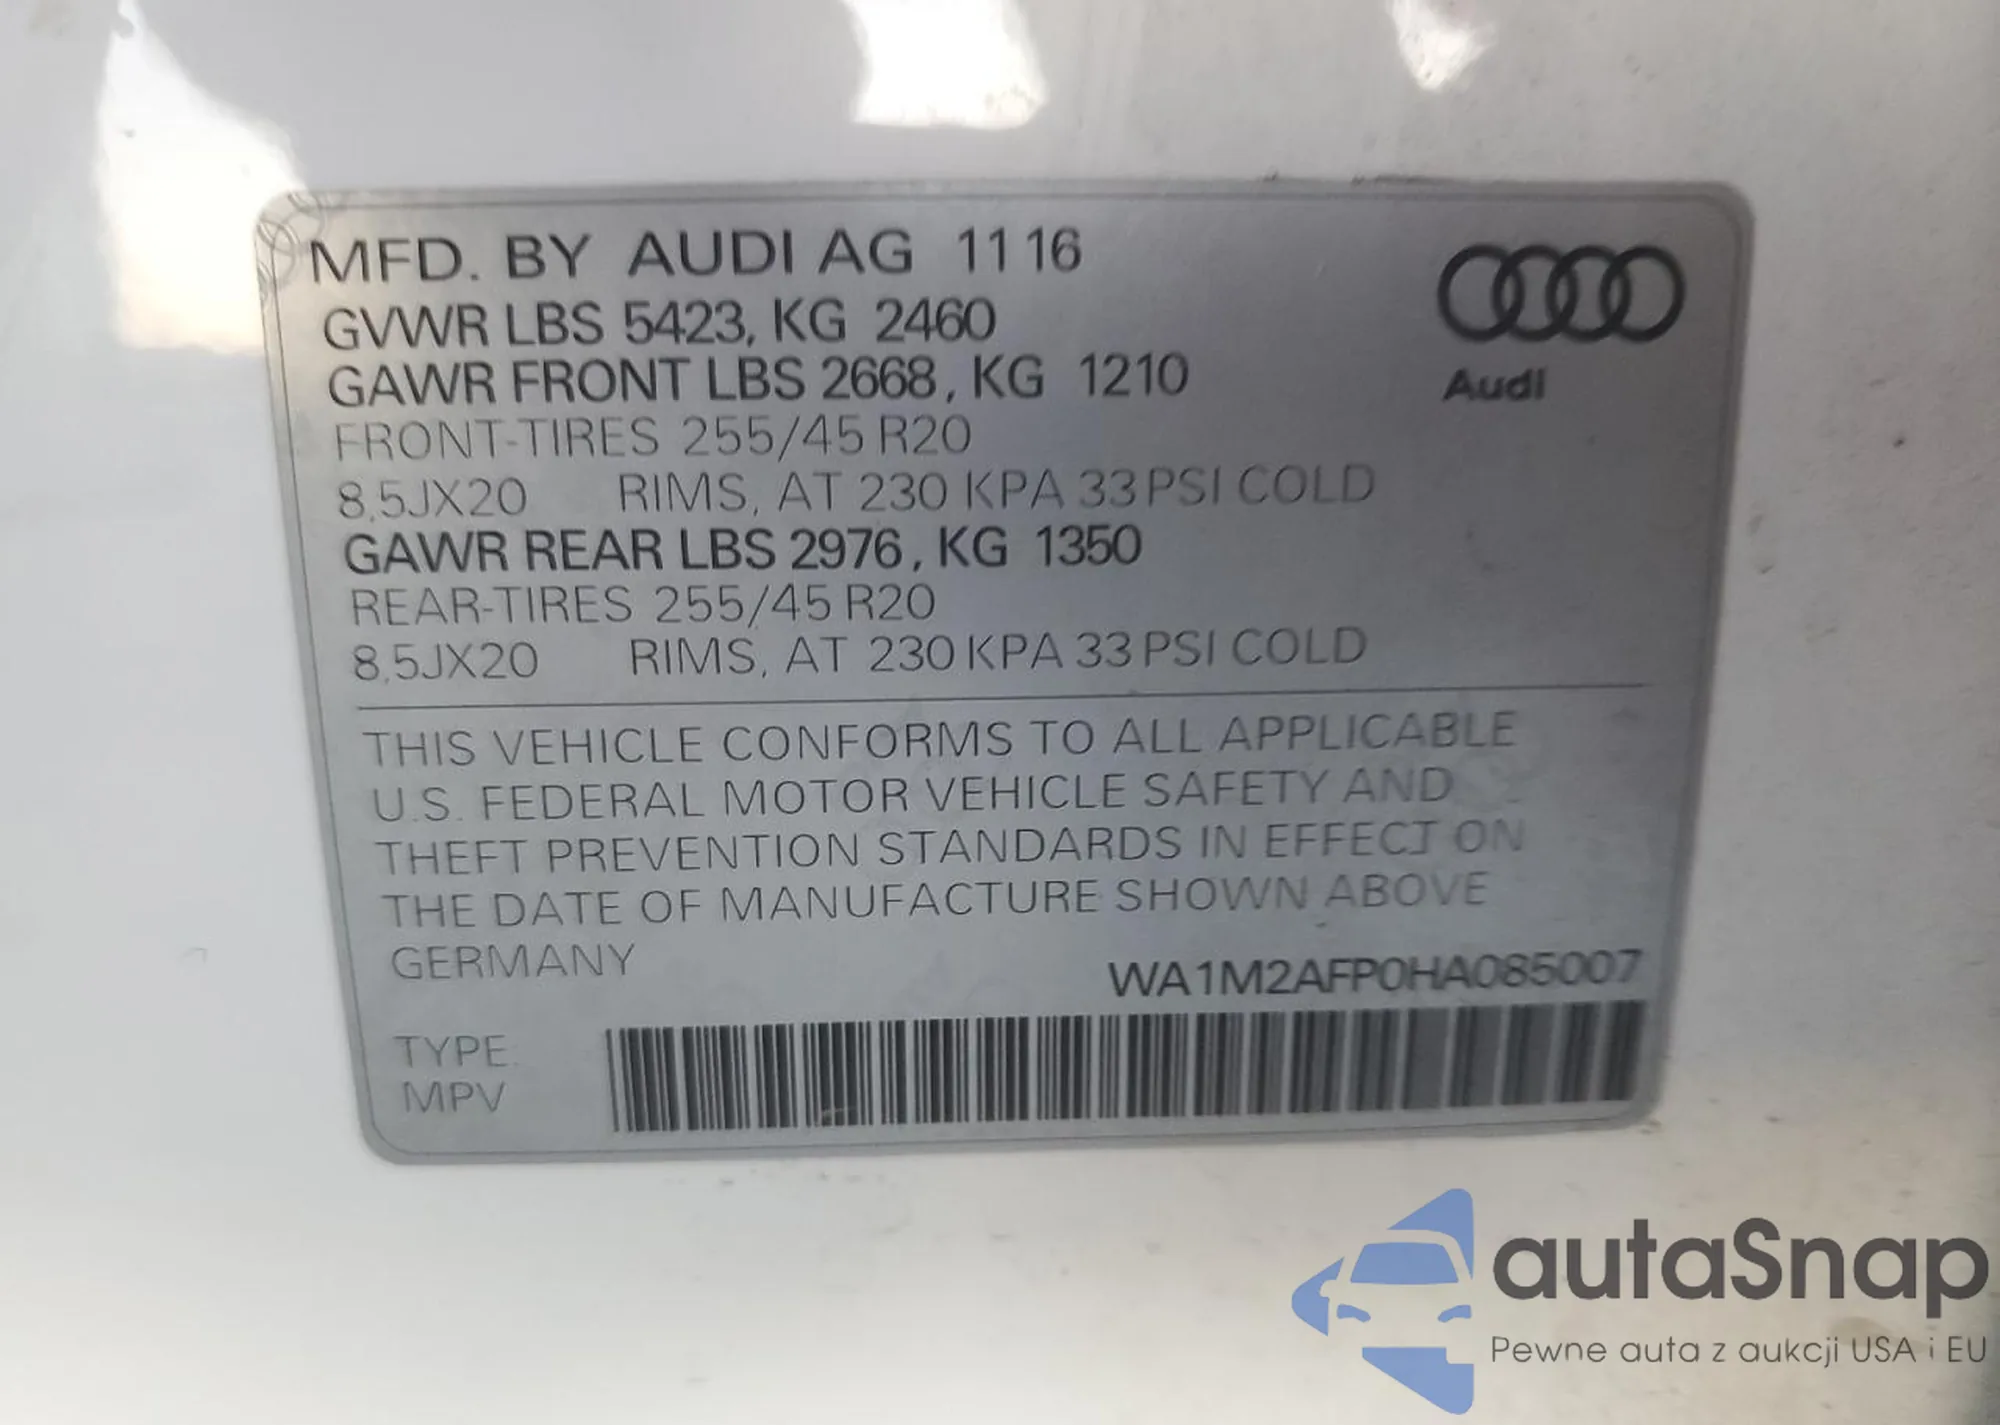 MFD. BY AUDI AG 11 16
GVWR LBS 5423, KG 2460
GAWR FRONT LBS 2668, KG 1210
FRONT-TIRES 255/45 R20
8,5JX20 RIMS, AT 230 KPA 33 PSI COLD
GAWR REAR LBS 2976, KG 1350
REAR-TIRES 255/45 R20
8,5JX20 RIMS, AT 230 KPA 33 PSI COLD
Audi
THIS VEHICLE CONFORMS TO ALL APPLICABLE
U.S. FEDERAL MOTOR VEHICLE SAFETY AND
THEFT PREVENTION STANDARDS IN EFFECT ON
THE DATE OF MANUFACTURE SHOWN ABOVE
GERMANY WA1M2AFP0HA085007
TYPE
MPV
autaSnap
Pewne auta z aukcji USA i EU